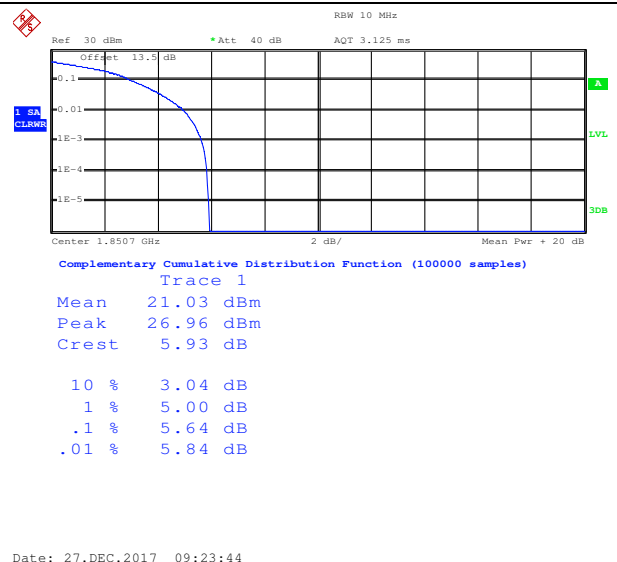 RBW 10 MHz
Ref 30 dBm *Att 40 dB AQT 3.125 ms
Offset 13.5 dB
0.1
A
0.01
1 SA
CLRWR
1E-3
LVL
1E-4
1E-5
3DB
Center 1.8507 GHz 2 dB/ Mean Pwr + 20 dB
Complementary Cumulative Distribution Function (100000 samples)
Trace 1
Mean 21.03 dBm
Peak 26.96 dBm
Crest 5.93 dB
10 % 3.04 dB
1 % 5.00 dB
.1 % 5.64 dB
.01 % 5.84 dB
Date: 27.DEC.2017 09:23:44